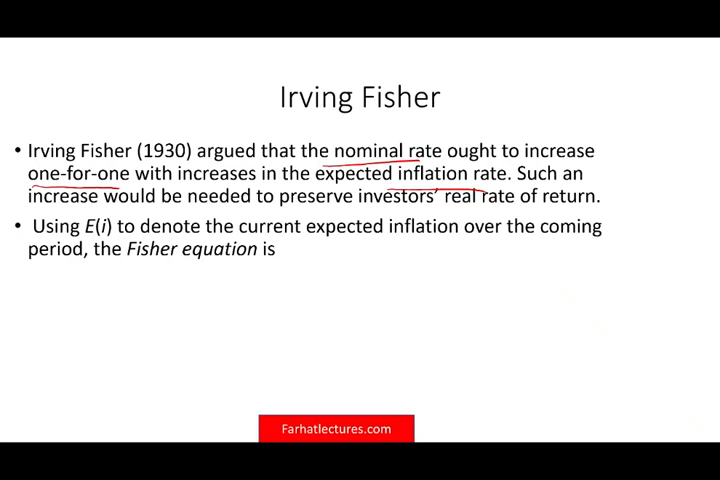 Irving Fisher
• Irving Fisher (1930) argued that the nominal rate ought to increase
one-for-one with increases in the expected inflation rate. Such an
increase would be needed to preserve investors’ real rate of return.
• Using E(i) to denote the current expected inflation over the coming
period, the Fisher equation is
Farhatlectures.com